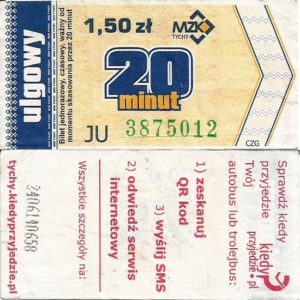 ulgowy
Bilet jednorazowy, czasowy, ważny od
momentu skasowania przez 20 minut
1,50 zł
MZK
TYCHY
20
minut
JU 3875012
CZG
Sprawdź kiedy
przyjedzie
Twój
autobus lub trolejbus:
kiedy
przyjedzie.pl
1) zeskanuj
QR kod
2) odwiedź serwis
internetowy
3) wyślij SMS
Wszystkie szczegóły na:
tychy.kiedyprzyjedzie.pl